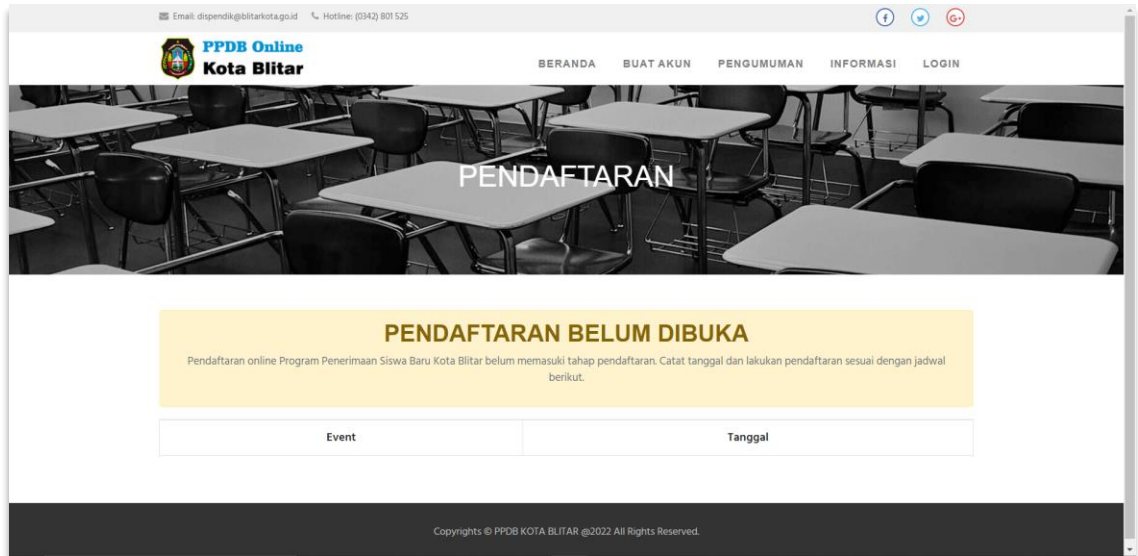 Email: dispendik@blitarkota.go.id Hotline: (0342) 801 525
PPDB Online
Kota Blitar
BERANDA BUAT AKUN PENGUMUMAN INFORMASI LOGIN
PENDAFTARAN
PENDAFTARAN BELUM DIBUKA
Pendaftaran online Program Penerimaan Siswa Baru Kota Blitar belum memasuki tahap pendaftaran. Catat tanggal dan lakukan pendaftaran sesuai dengan jadwal
berikut.
Event Tanggal
Copyrights © PPDB KOTA BLITAR @2022 All Rights Reserved.